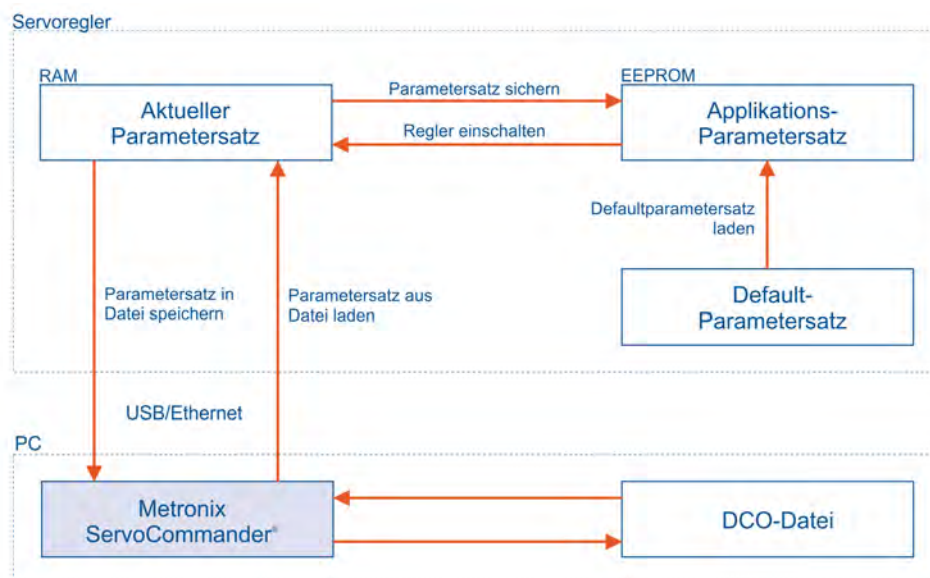 Servoregler
RAM
EEPROM
Aktueller
Parametersatz
Parametersatz sichern
Regler einschalten
Applikations-
Parametersatz
Defaultparametersatz
laden
Default-
Parametersatz
Parametersatz in
Datei speichern
Parametersatz aus
Datei laden
USB/Ethernet
PC
Metronix
ServoCommander®
DCO-Datei